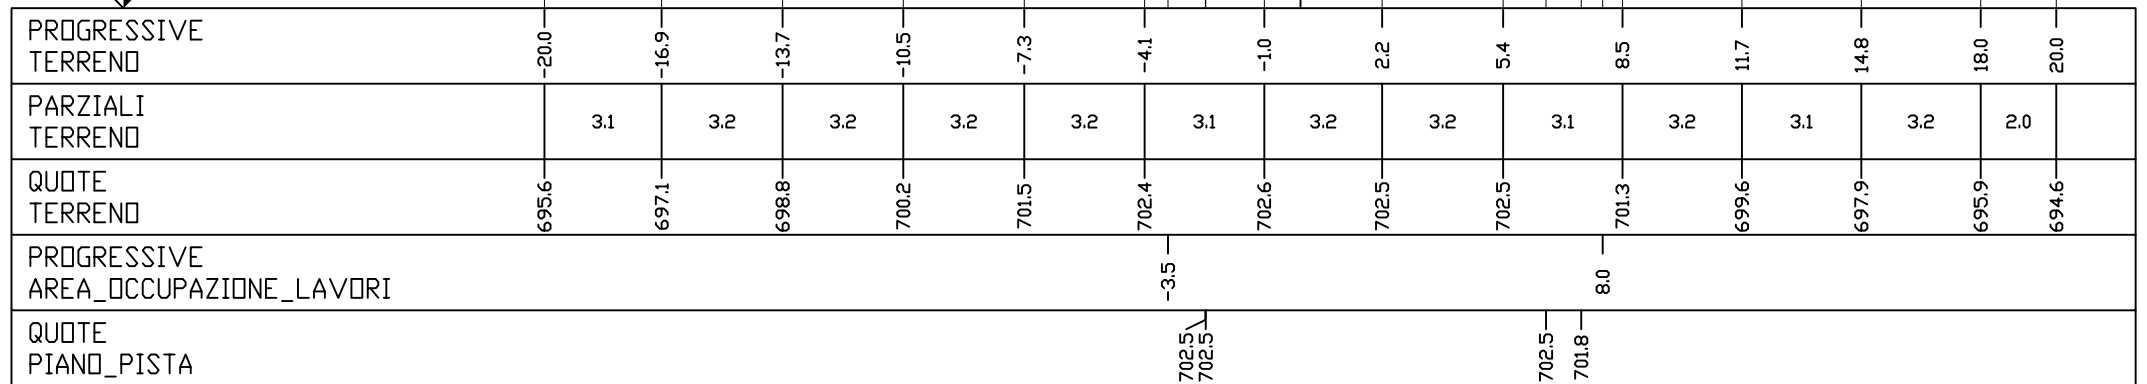 PROGRESSIVE
TERRENO
-20.0 -16.9 -13.7 -10.5 -7.3 -4.1 -1.0 2.2 5.4 8.5 11.7 14.8 18.0 20.0
PARZIALI
TERRENO
3.1 3.2 3.2 3.2 3.2 3.1 3.2 3.2 3.1 3.2 3.1 3.2 2.0
QUOTE
TERRENO
695.6 697.1 698.8 700.2 701.5 702.4 702.6 702.5 702.5 701.3 699.6 697.9 695.9 694.6
PROGRESSIVE
AREA_OCCUPAZIONE_LAVORI
-3.5 8.0
QUOTE
PIANO_PISTA
702.5 702.5 702.5 701.8